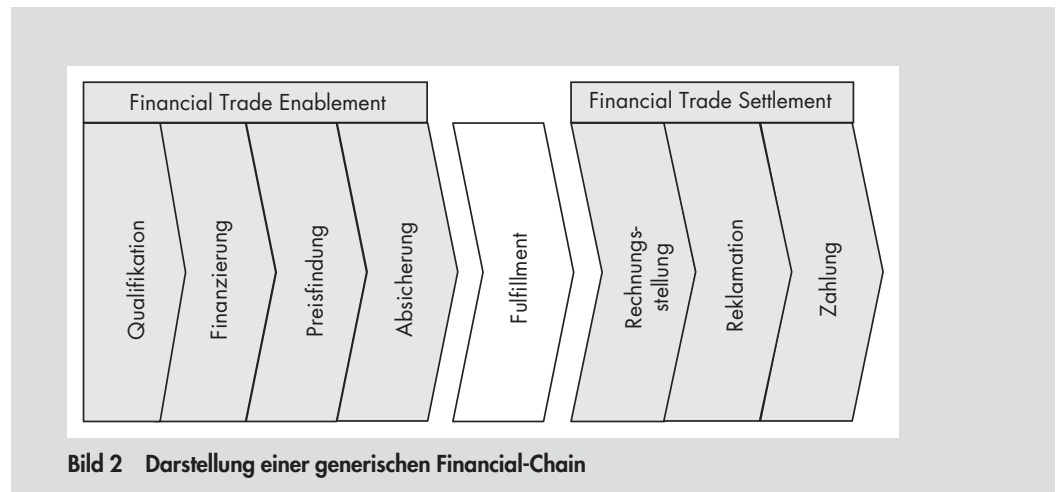 Financial Trade Enablement
Financial Trade Settlement
Qualifikation
Finanzierung
Preisfindung
Absicherung
Fulfillment
Rechnungs-
stellung
Reklamation
Zahlung
Bild 2 Darstellung einer generischen Financial-Chain